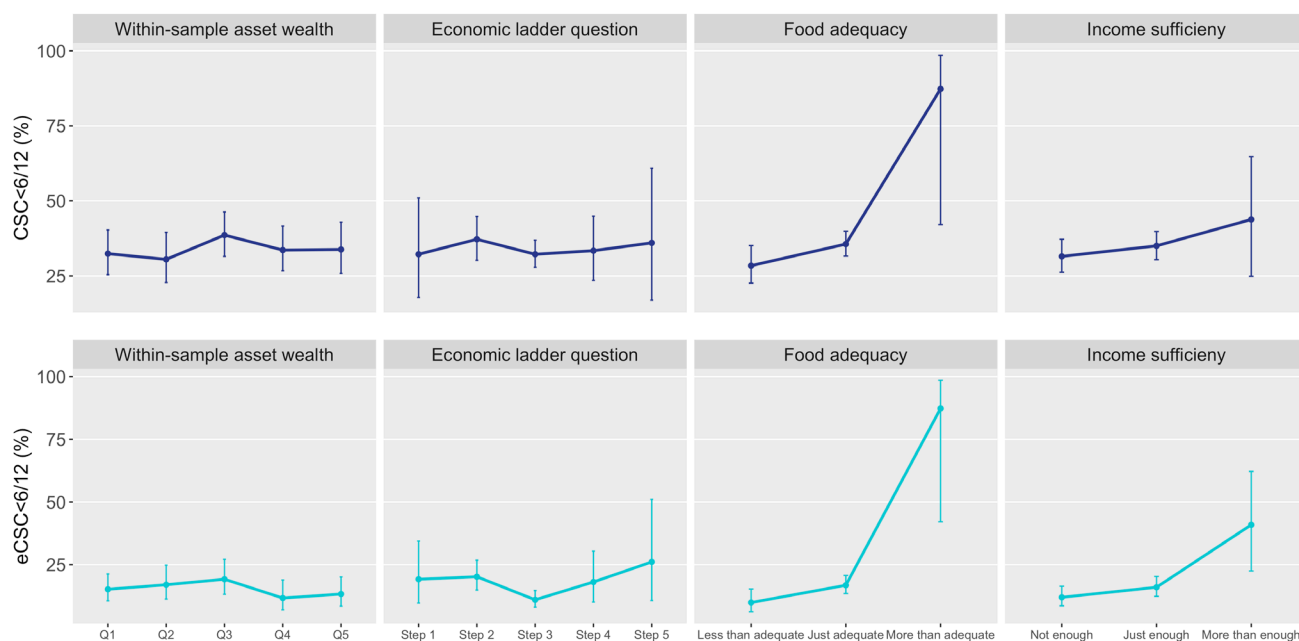 Within-sample asset wealth
Economic ladder question
Food adequacy
Income sufficieny
CSC<6/12 (%)
100
75
50
25
Within-sample asset wealth
Economic ladder question
Food adequacy
Income sufficieny
eCSC<6/12 (%)
100
75
50
25
Q1 Q2 Q3 Q4 Q5
Step 1 Step 2 Step 3 Step 4 Step 5
Less than adequate Just adequate More than adequate
Not enough Just enough More than enough